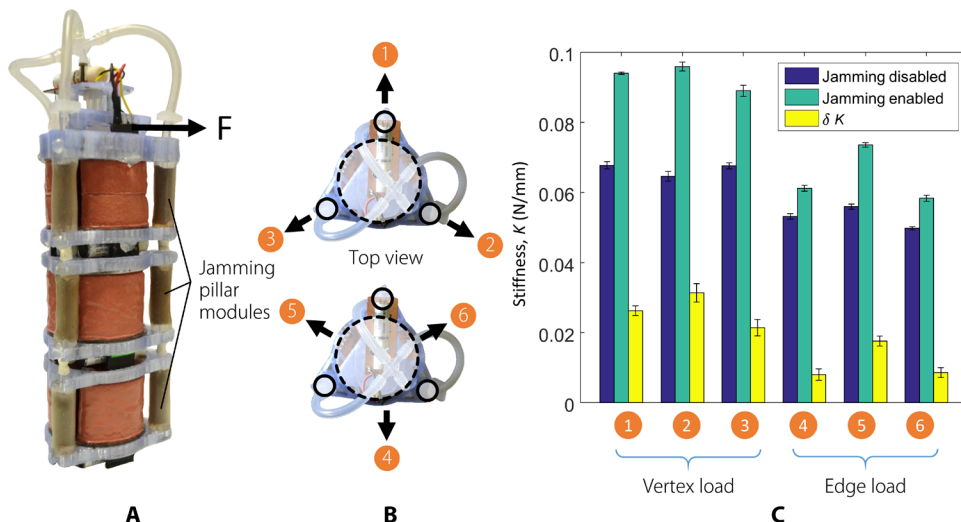 F
Jamming
pillar
modules
A
1
3
2
Top view
5
6
4
B
Stiffness, K (N/mm)
0.1
0.08
0.06
0.04
0.02
0
Jamming disabled
Jamming enabled
δ K
1 2 3 4 5 6
Vertex load Edge load
C